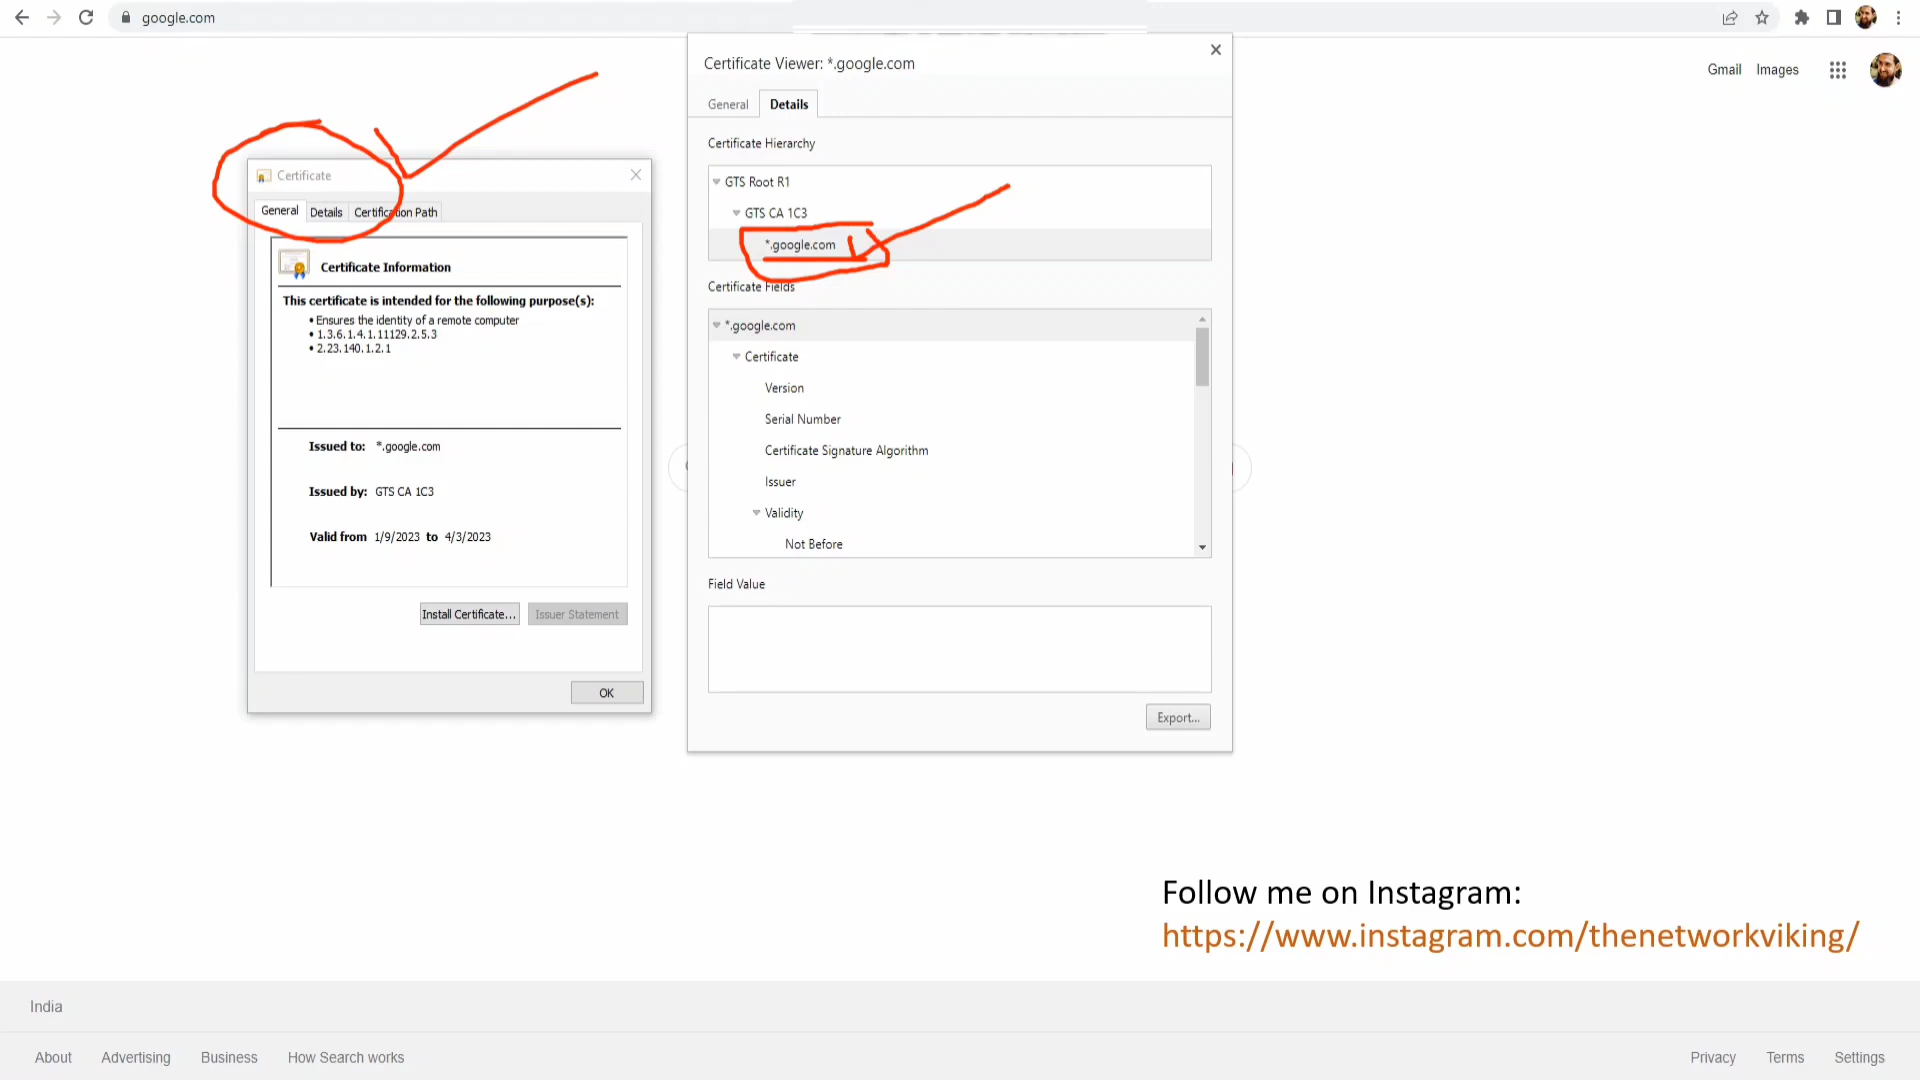 google.com
Gmail Images
Certificate Viewer: *.google.com
General Details
Certificate Hierarchy
GTS Root R1
GTS CA 1C3
*.google.com
Certificate Fields
*.google.com
Certificate
Version
Serial Number
Certificate Signature Algorithm
Issuer
Validity
Not Before
Field Value
Export...
Certificate
General Details Certification Path
Certificate Information
This certificate is intended for the following purpose(s):
• Ensures the identity of a remote computer
• 1.3.6.1.4.1.11129.2.5.3
• 2.23.140.1.2.1
Issued to: *.google.com
Issued by: GTS CA 1C3
Valid from 1/9/2023 to 4/3/2023
Install Certificate... Issuer Statement
OK
Follow me on Instagram:
https://www.instagram.com/thenetworkviking/
India
About Advertising Business How Search works
Privacy Terms Settings